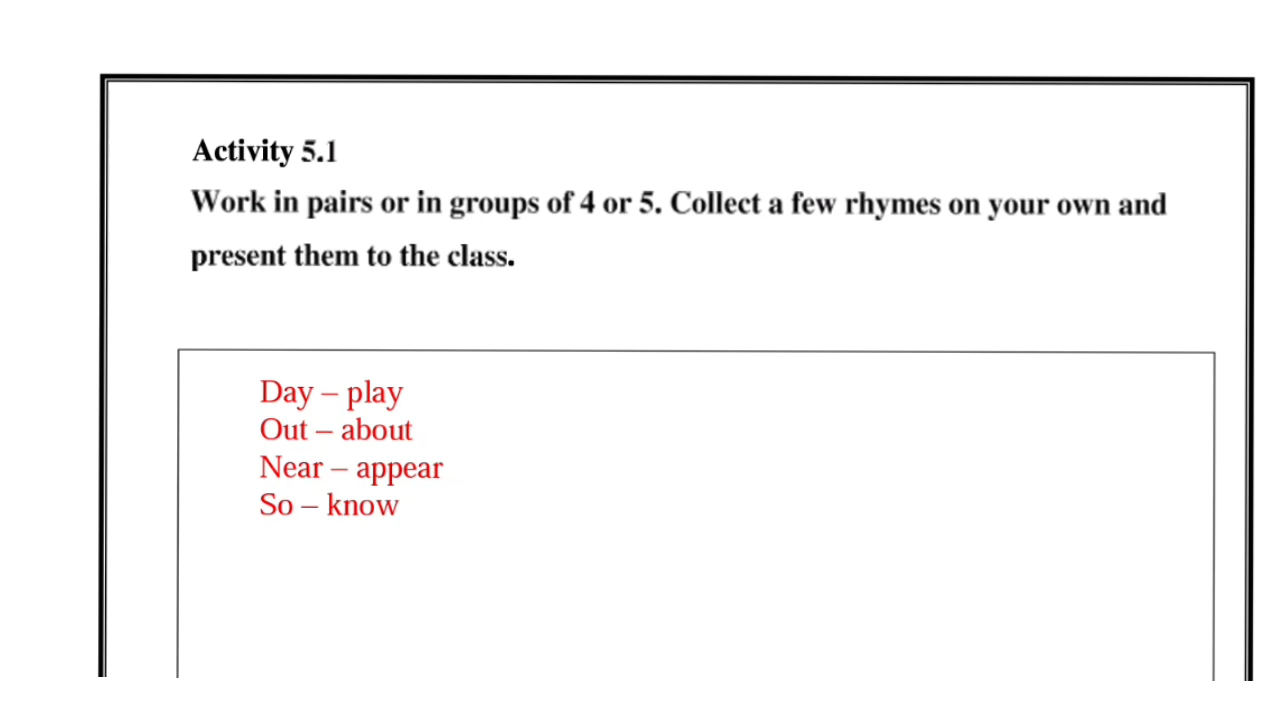 Activity 5.1
Work in pairs or in groups of 4 or 5. Collect a few rhymes on your own and
present them to the class.
Day – play
Out – about
Near – appear
So – know